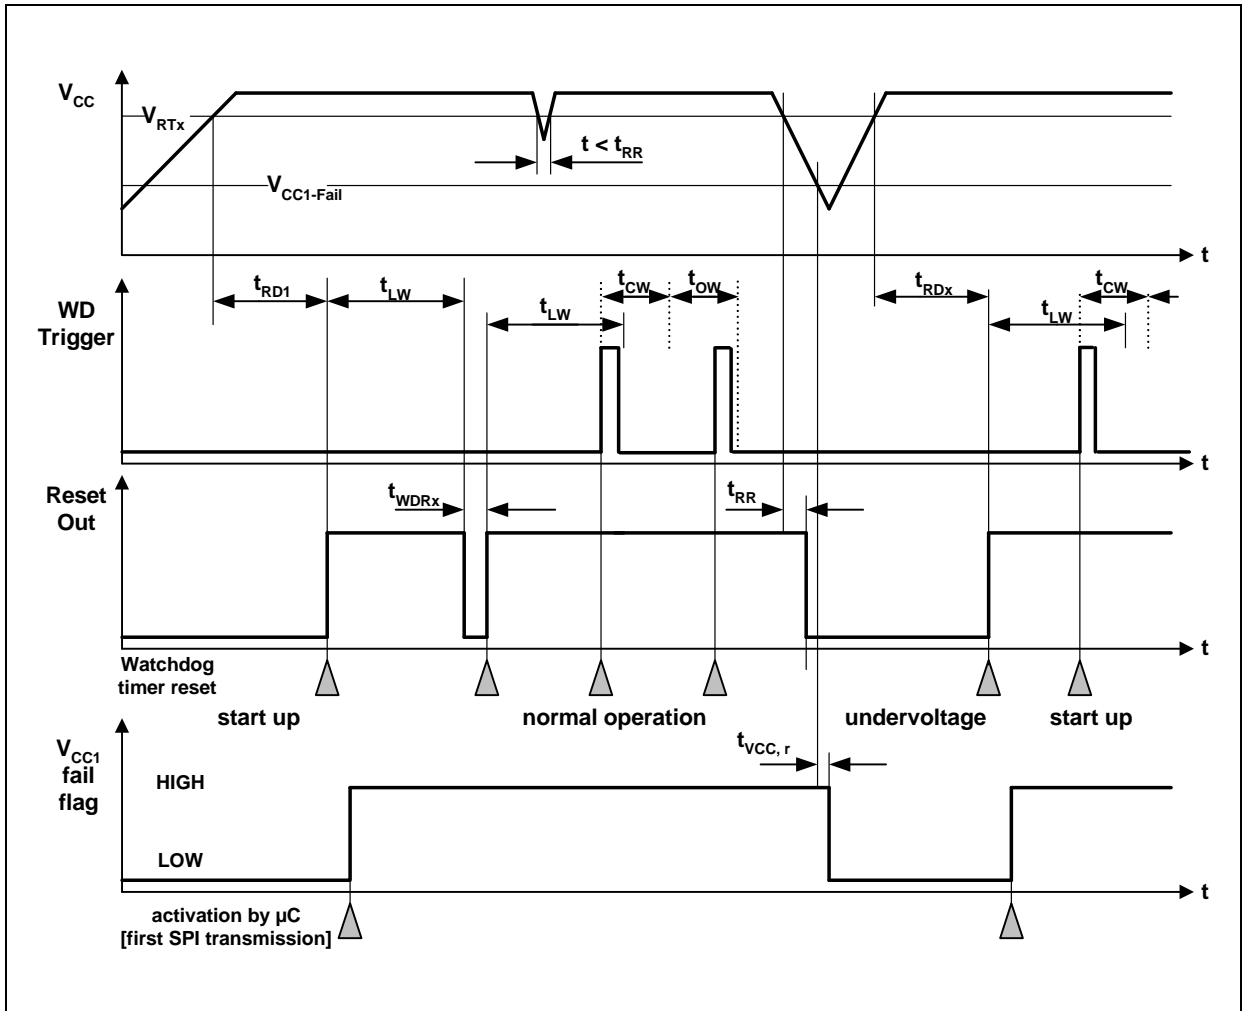 VCC
VRTx
t < tRR
VCC1-Fail
t
WD
Trigger
tRD1
tLW
tLW
tCW
tOW
tRDx
tLW
tCW
t
Reset
Out
tWDRx
tRR
t
Watchdog
timer reset
start up
normal operation
undervoltage
start up
VCC1
fail
flag
HIGH
LOW
tVCC, r
t
activation by µC
[first SPI transmission]